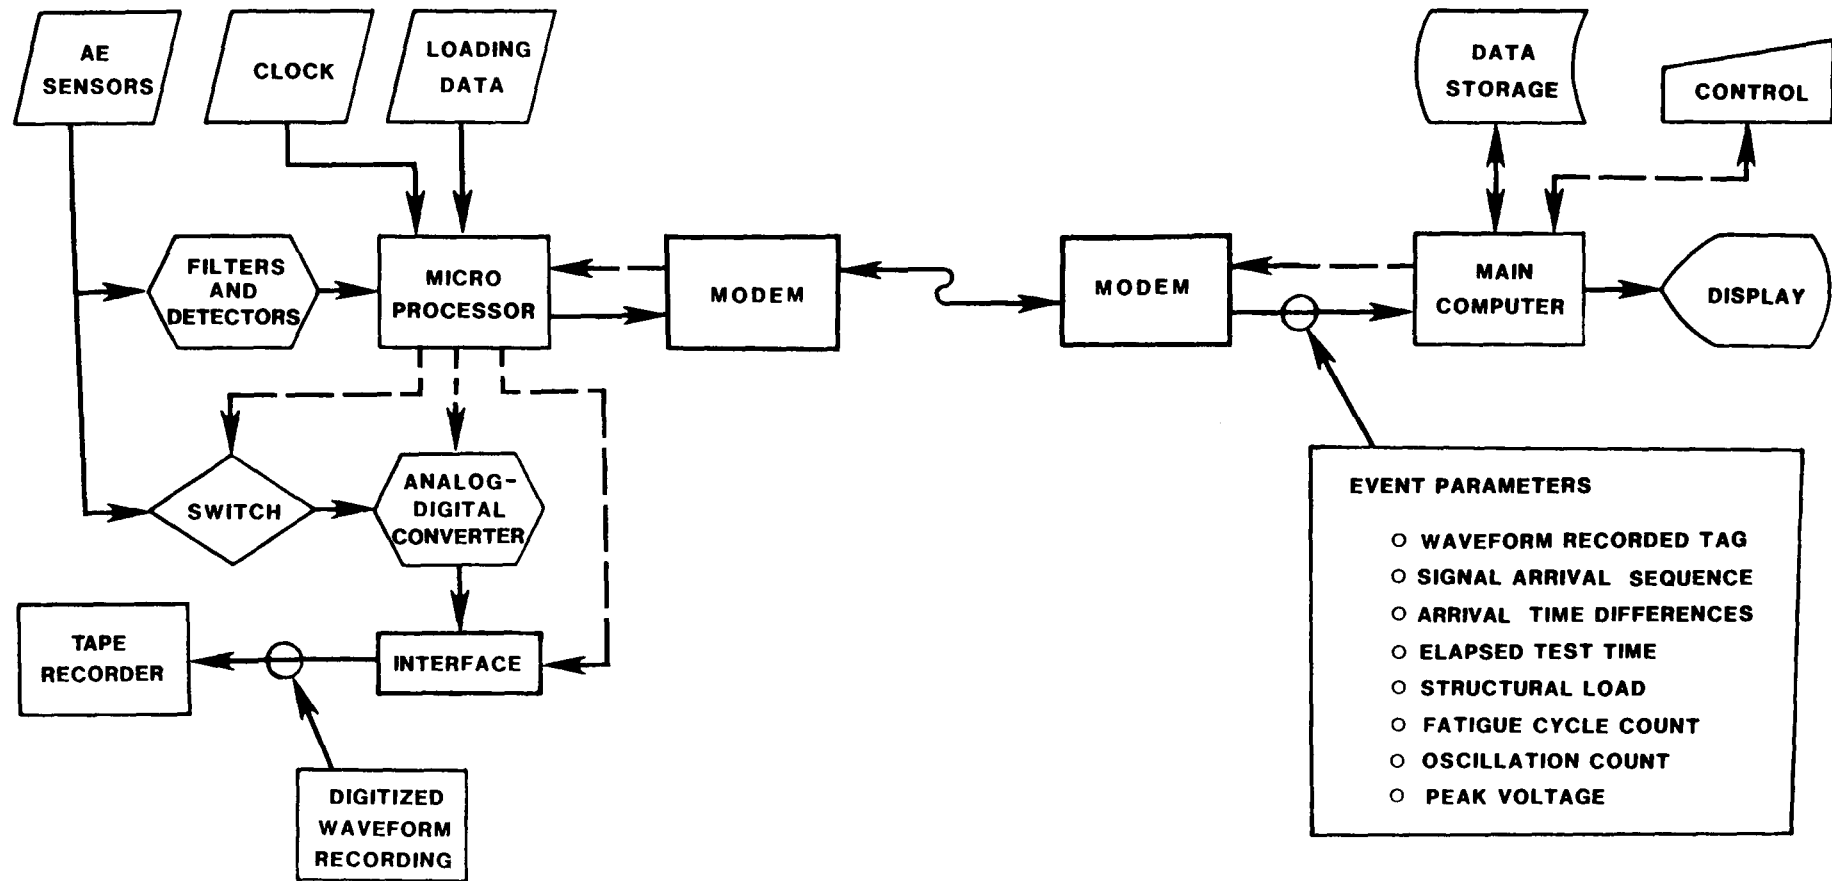 AE
SENSORS
CLOCK
LOADING
DATA
DATA
STORAGE
CONTROL
FILTERS
AND
DETECTORS
MICRO
PROCESSOR
MODEM
MODEM
MAIN
COMPUTER
DISPLAY
SWITCH
ANALOG-
DIGITAL
CONVERTER
TAPE
RECORDER
INTERFACE
DIGITIZED
WAVEFORM
RECORDING
EVENT PARAMETERS
○ WAVEFORM RECORDED TAG
○ SIGNAL ARRIVAL SEQUENCE
○ ARRIVAL TIME DIFFERENCES
○ ELAPSED TEST TIME
○ STRUCTURAL LOAD
○ FATIGUE CYCLE COUNT
○ OSCILLATION COUNT
○ PEAK VOLTAGE